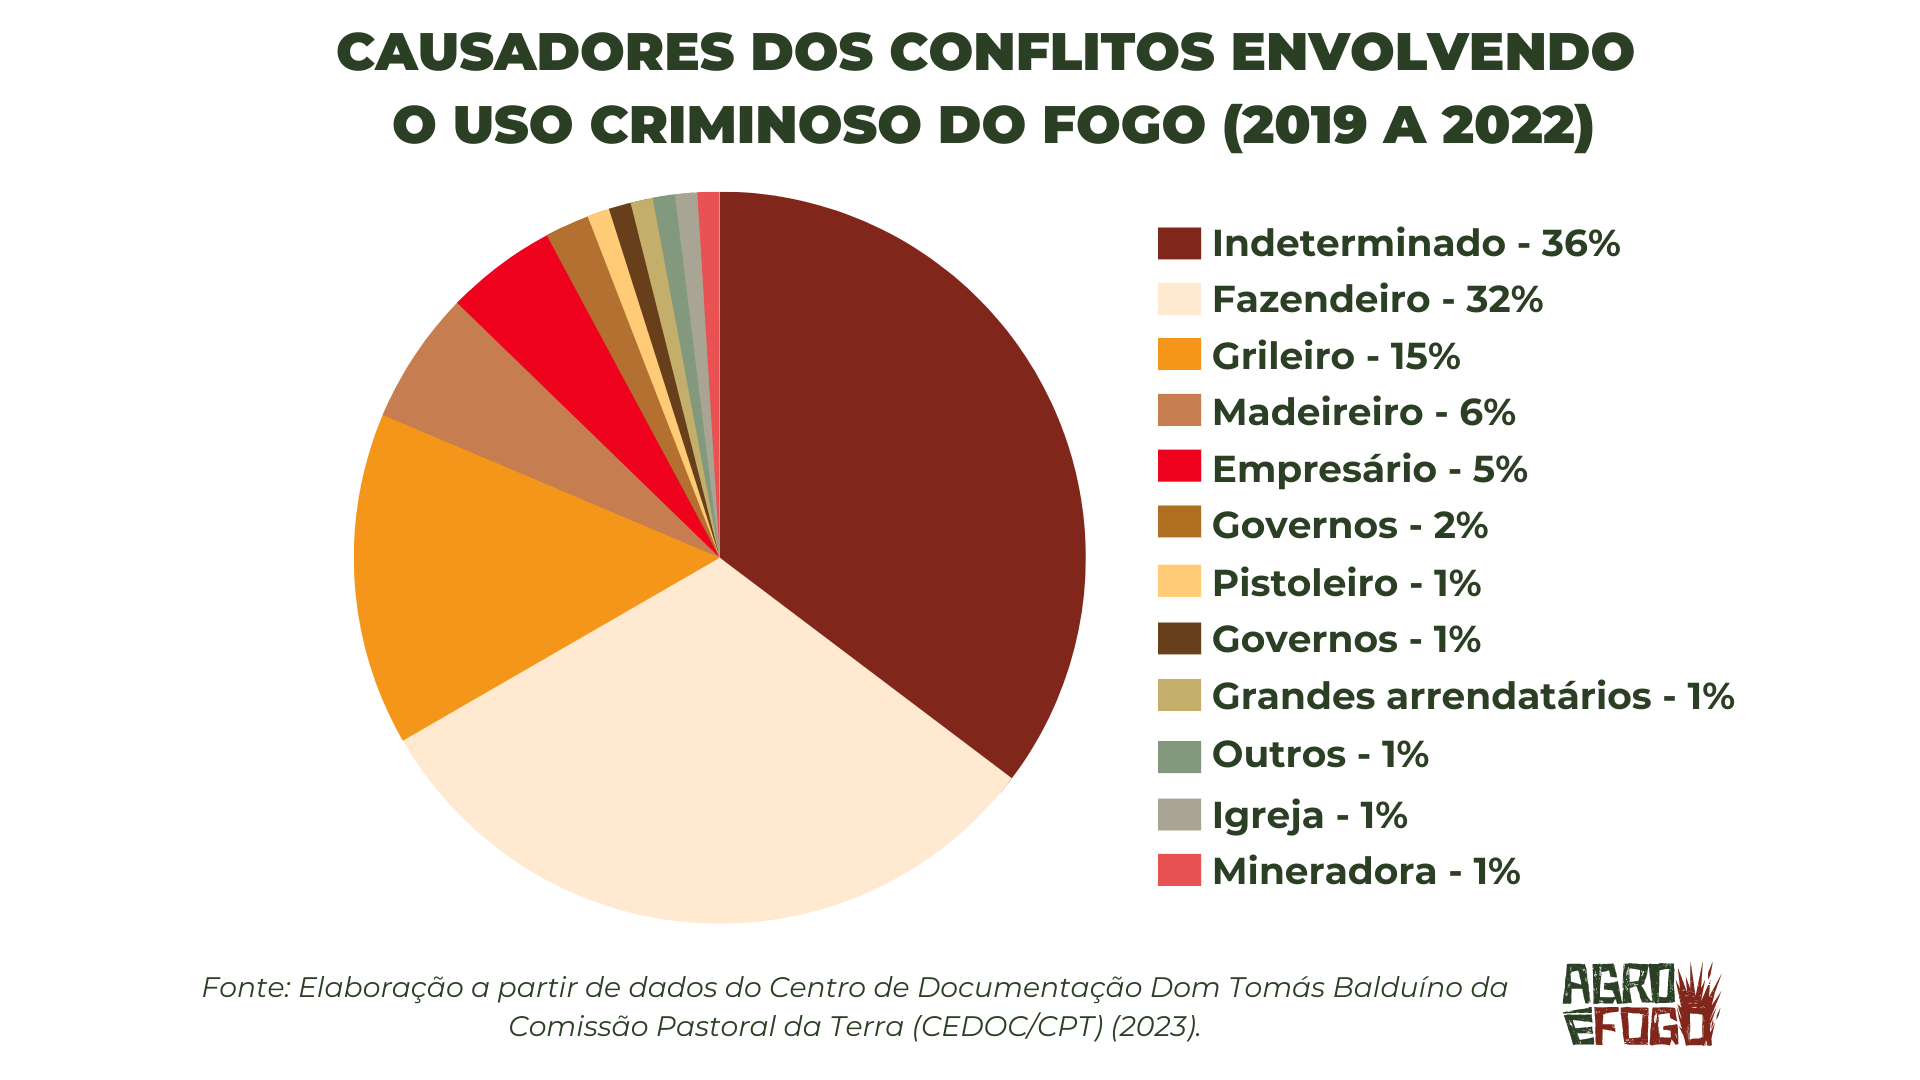 CAUSADORES DOS CONFLITOS ENVOLVENDO
O USO CRIMINOSO DO FOGO (2019 A 2022)
Indeterminado - 36%
Fazendeiro - 32%
Grileiro - 15%
Madeireiro - 6%
Empresário - 5%
Governos - 2%
Pistoleiro - 1%
Governos - 1%
Grandes arrendatários - 1%
Outros - 1%
Igreja - 1%
Mineradora - 1%
Fonte: Elaboração a partir de dados do Centro de Documentação Dom Tomás Balduíno da
Comissão Pastoral da Terra (CEDOC/CPT) (2023).
AGRO
É FOGO